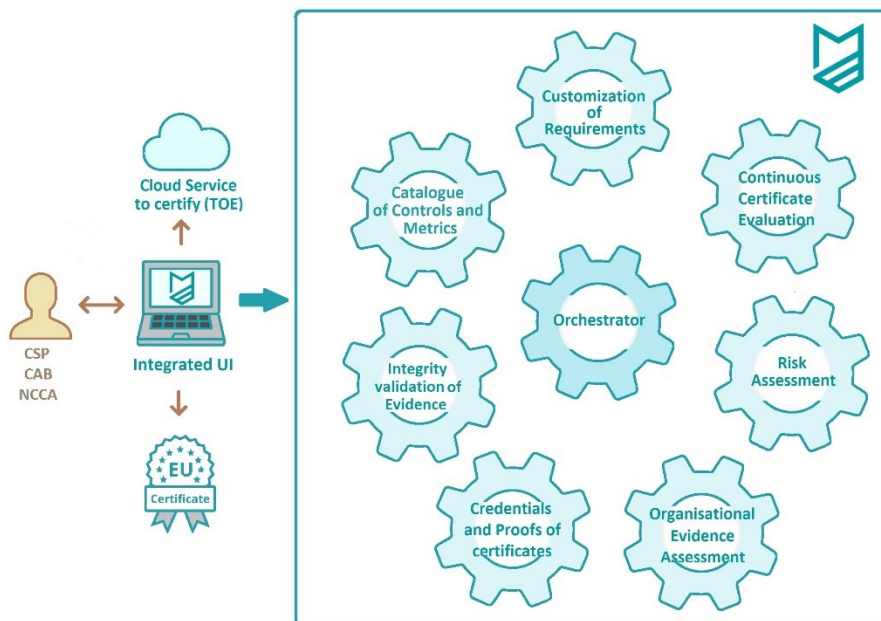 Cloud Service
to certify (TOE)
CSP
CAB
NCCA
Integrated UI
EU
Certificate
Customization
of
Requirements
Catalogue
of Controls and
Metrics
Continuous
Certificate
Evaluation
Orchestrator
Integrity
validation of
Evidence
Risk
Assessment
Credentials
and Proofs of
certificates
Organisational
Evidence
Assessment